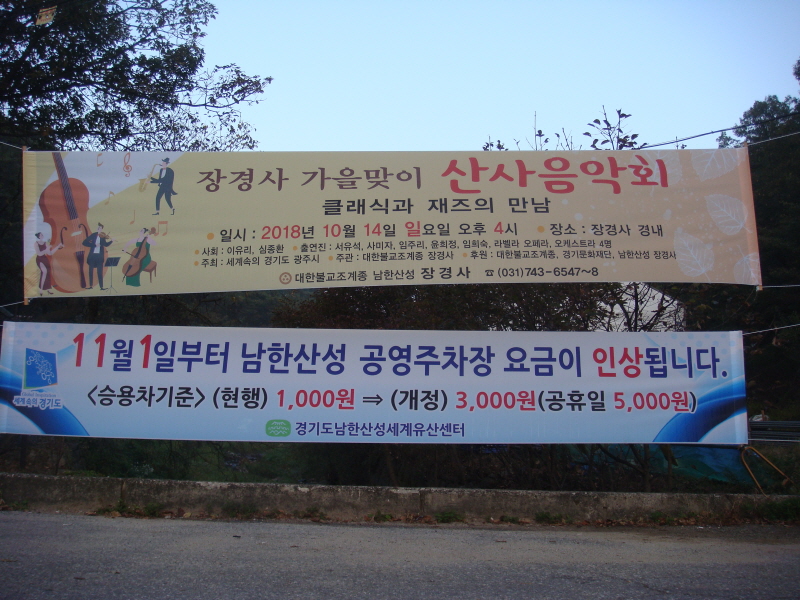 장경사 가을맞이 산사음악회
클래식과 재즈의 만남
• 일시 : 2018년 10월 14일 일요일 오후 4시 • 장소 : 장경사 경내
• 사회 : 이유리, 심종환 • 출연진 : 서유석, 사미자, 임주리, 윤희정, 임희숙, 라벨라 오페라, 오케스트라 4명
• 주최 : 세계속의 경기도 광주시 • 주관 : 대한불교조계종 장경사 • 후원 : 대한불교조계종, 경기문화재단, 남한산성 장경사
대한불교조계종 남한산성 장경사 ☎ (031)743-6547~8
11월 1일부터 남한산성 공영주차장 요금이 인상됩니다.
<승용차기준> (현행) 1,000원 ⇒ (개정) 3,000원(공휴일 5,000원)
세계속의 경기도
경기도남한산성세계유산센터